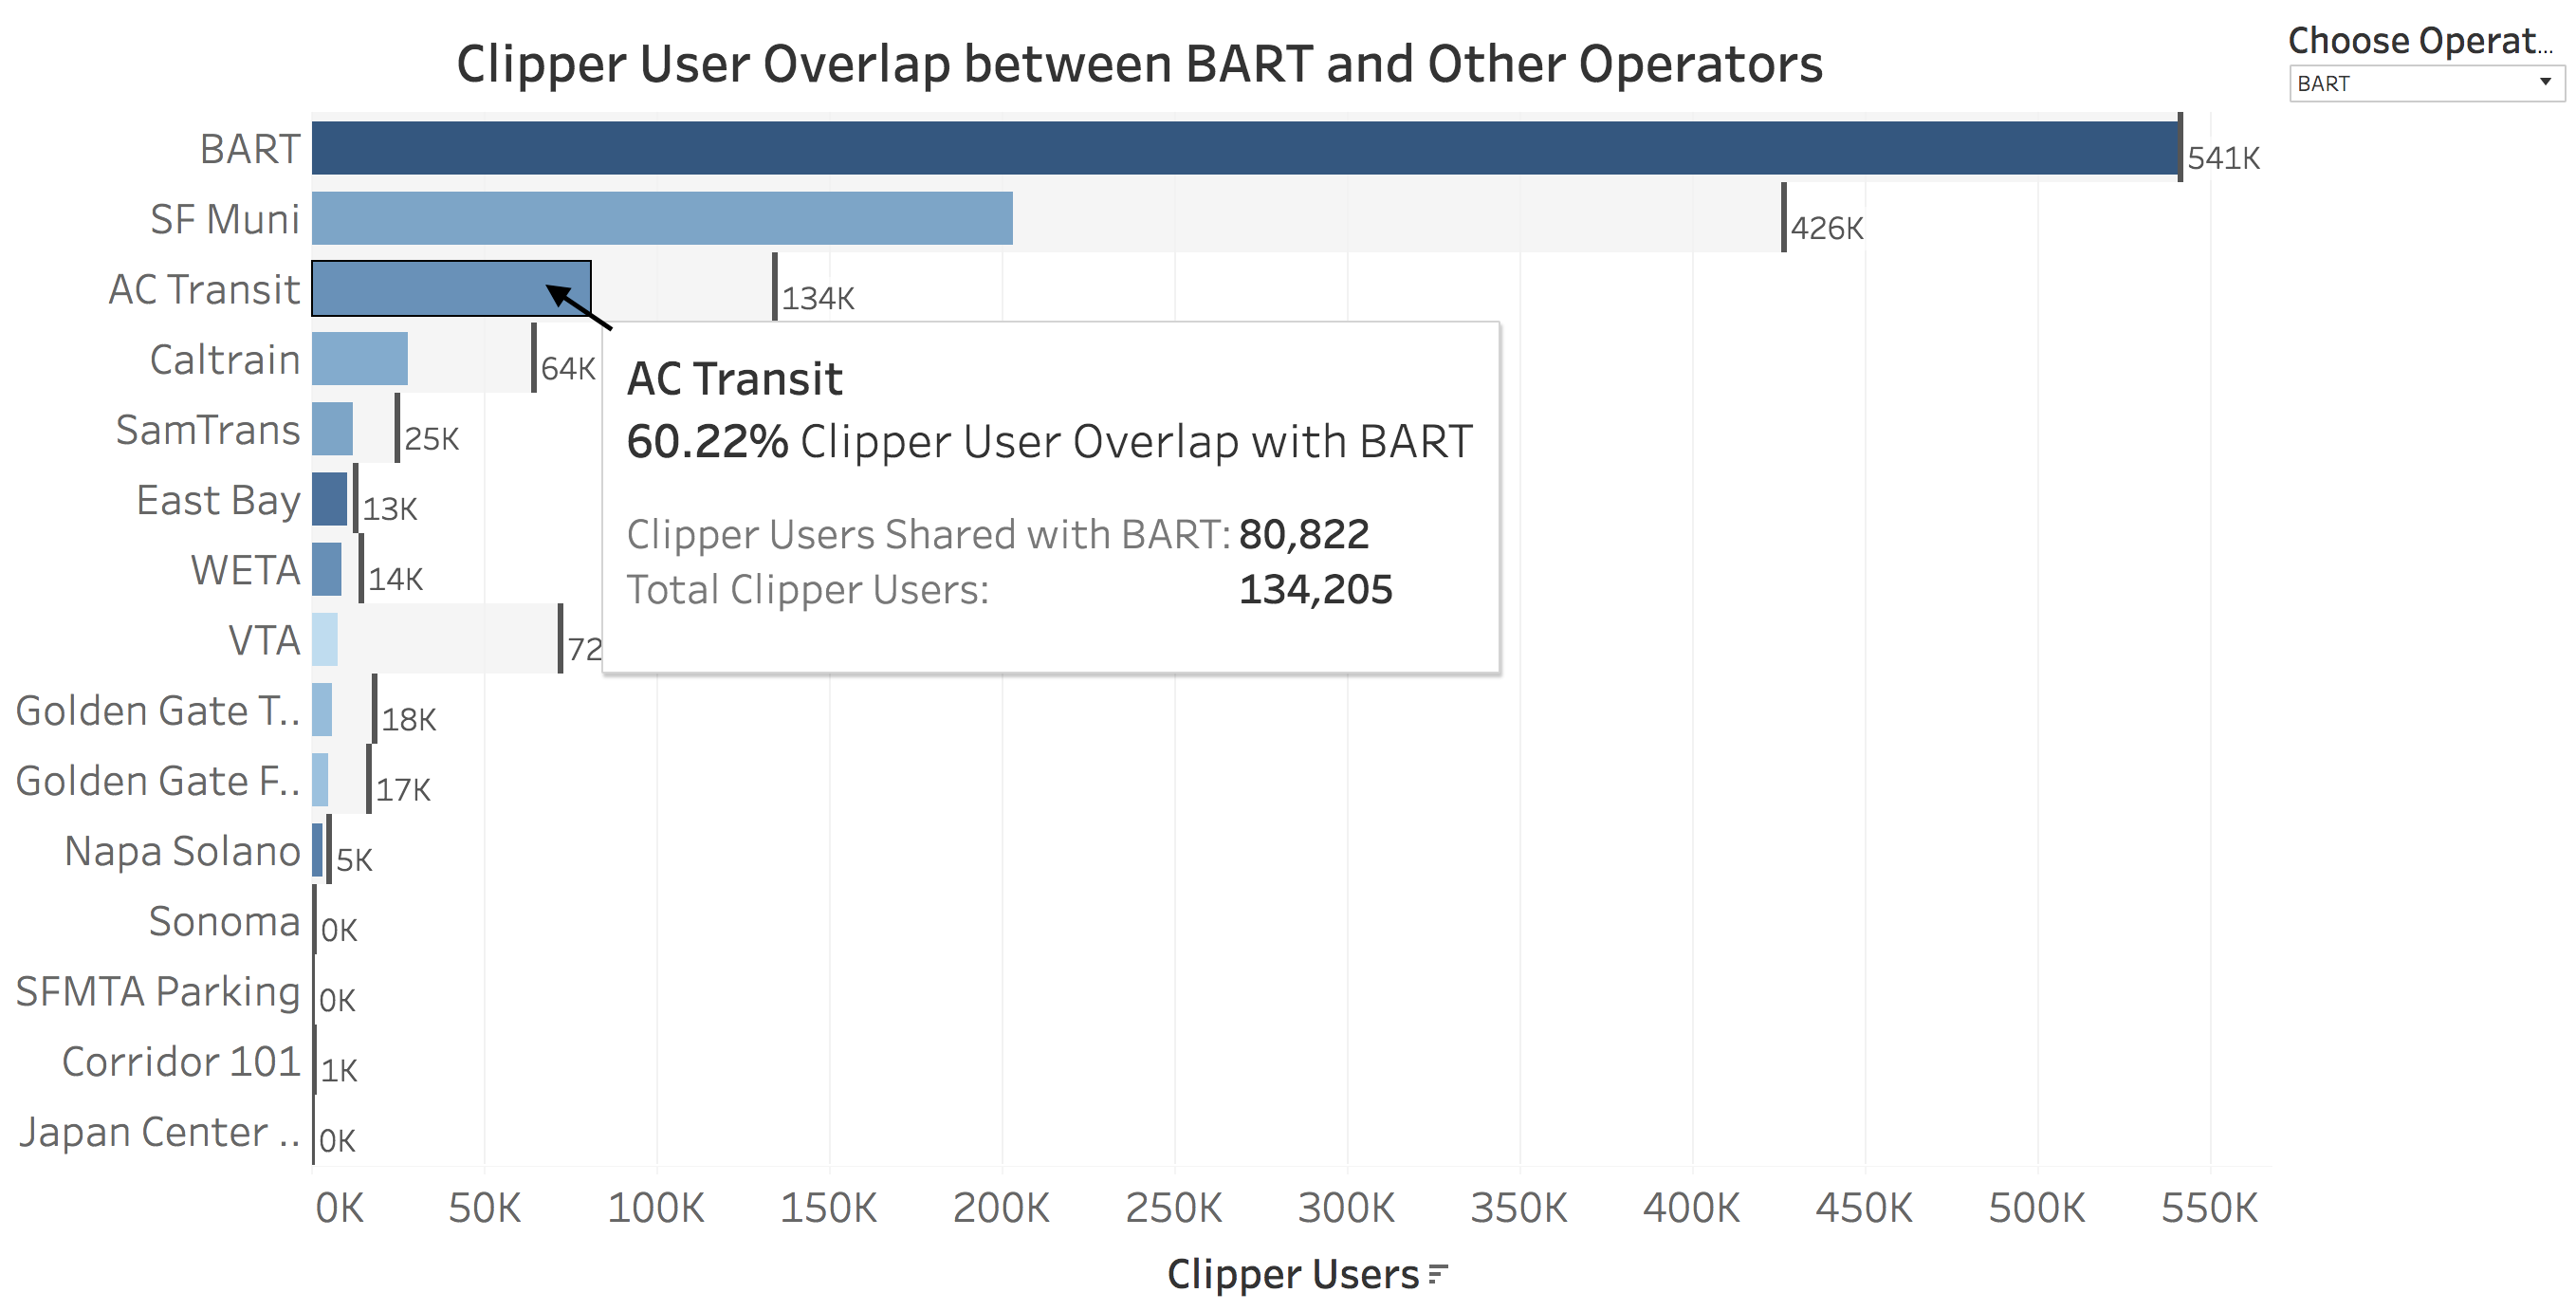 Clipper User Overlap between BART and Other Operators
Choose Operat...
BART
BART
541K
SF Muni
426K
AC Transit
134K
Caltrain
64K
SamTrans
25K
East Bay
13K
WETA
14K
VTA
72
Golden Gate T..
18K
Golden Gate F..
17K
Napa Solano
5K
Sonoma
0K
SFMTA Parking
0K
Corridor 101
1K
Japan Center ..
0K
AC Transit
60.22% Clipper User Overlap with BART
Clipper Users Shared with BART: 80,822
Total Clipper Users: 134,205
0K 50K 100K 150K 200K 250K 300K 350K 400K 450K 500K 550K
Clipper Users